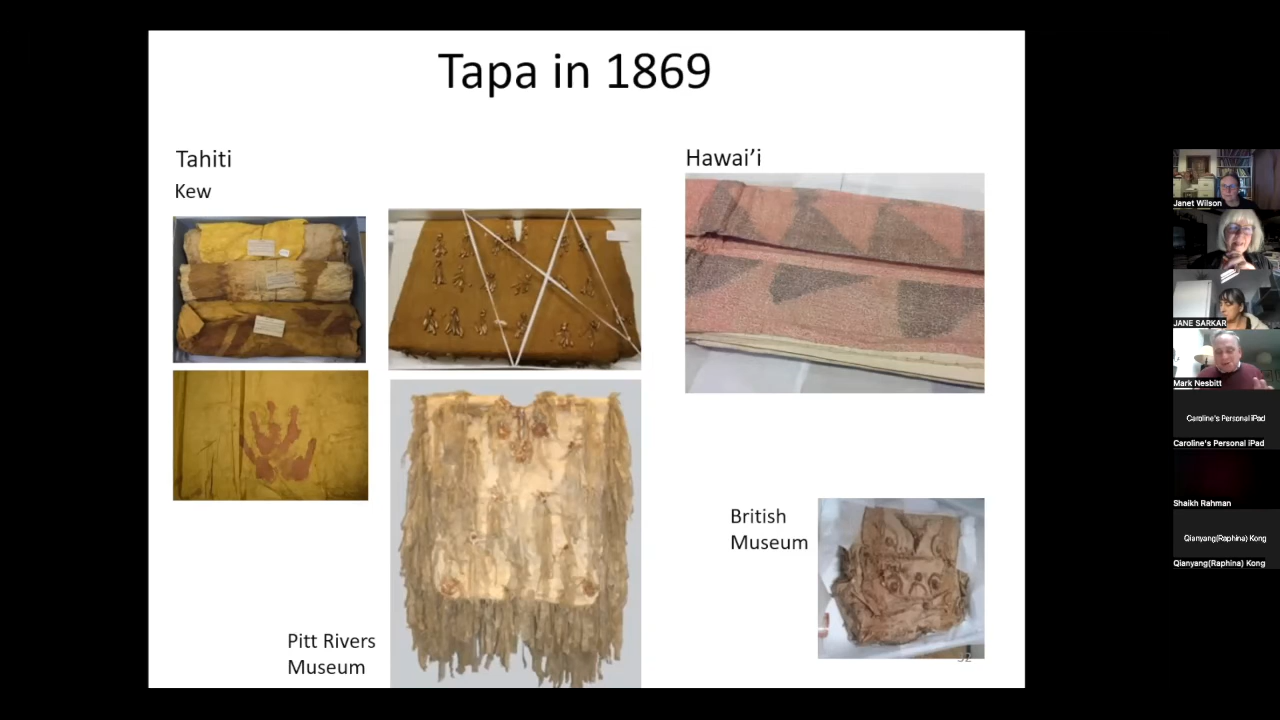 Tapa in 1869
Tahiti
Kew
Hawai’i
British
Museum
Pitt Rivers
Museum
Janet Wilson
JANE SARKAR
Mark Nesbitt
Caroline's Personal iPad
Caroline's Personal iPad
Shaikh Rahman
Qianyang(Raphina) Kong
Qianyang(Raphina) Kong